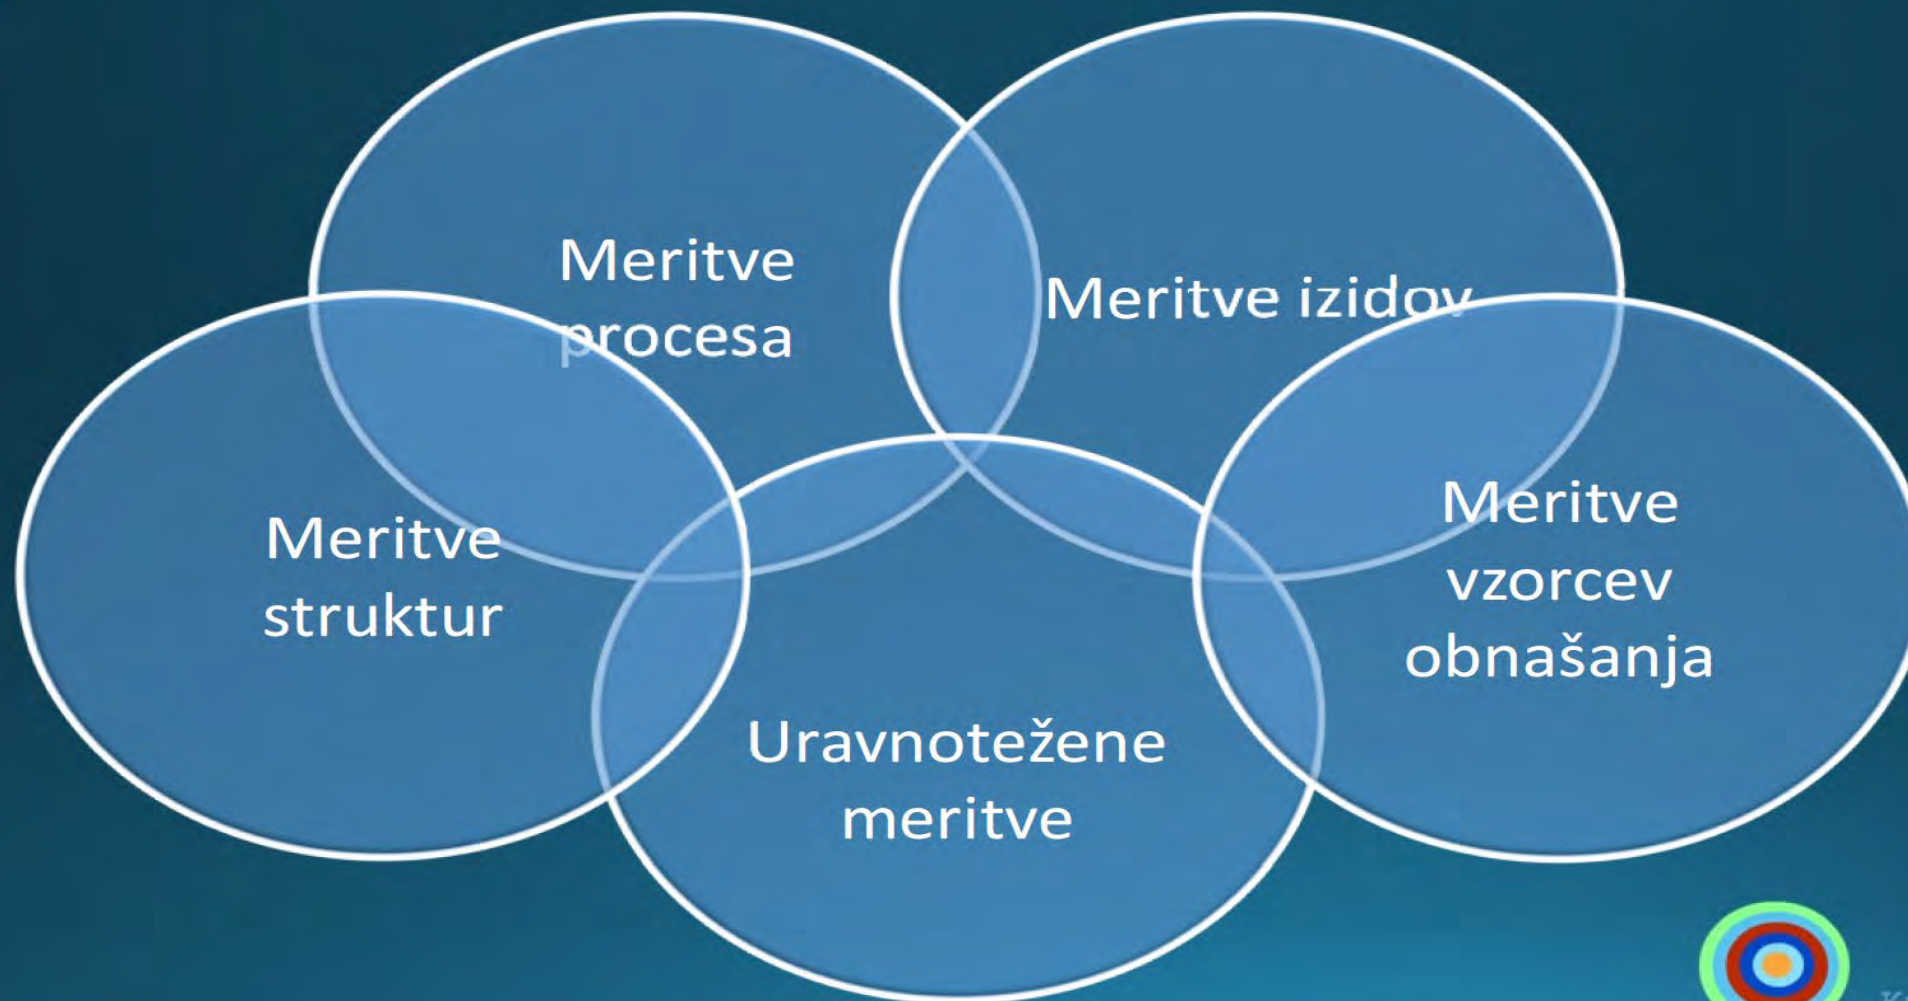 Meritve
procesa
Meritve izidov
Meritve
struktur
Meritve
vzorcev
obnašanja
Uravnotežene
meritve